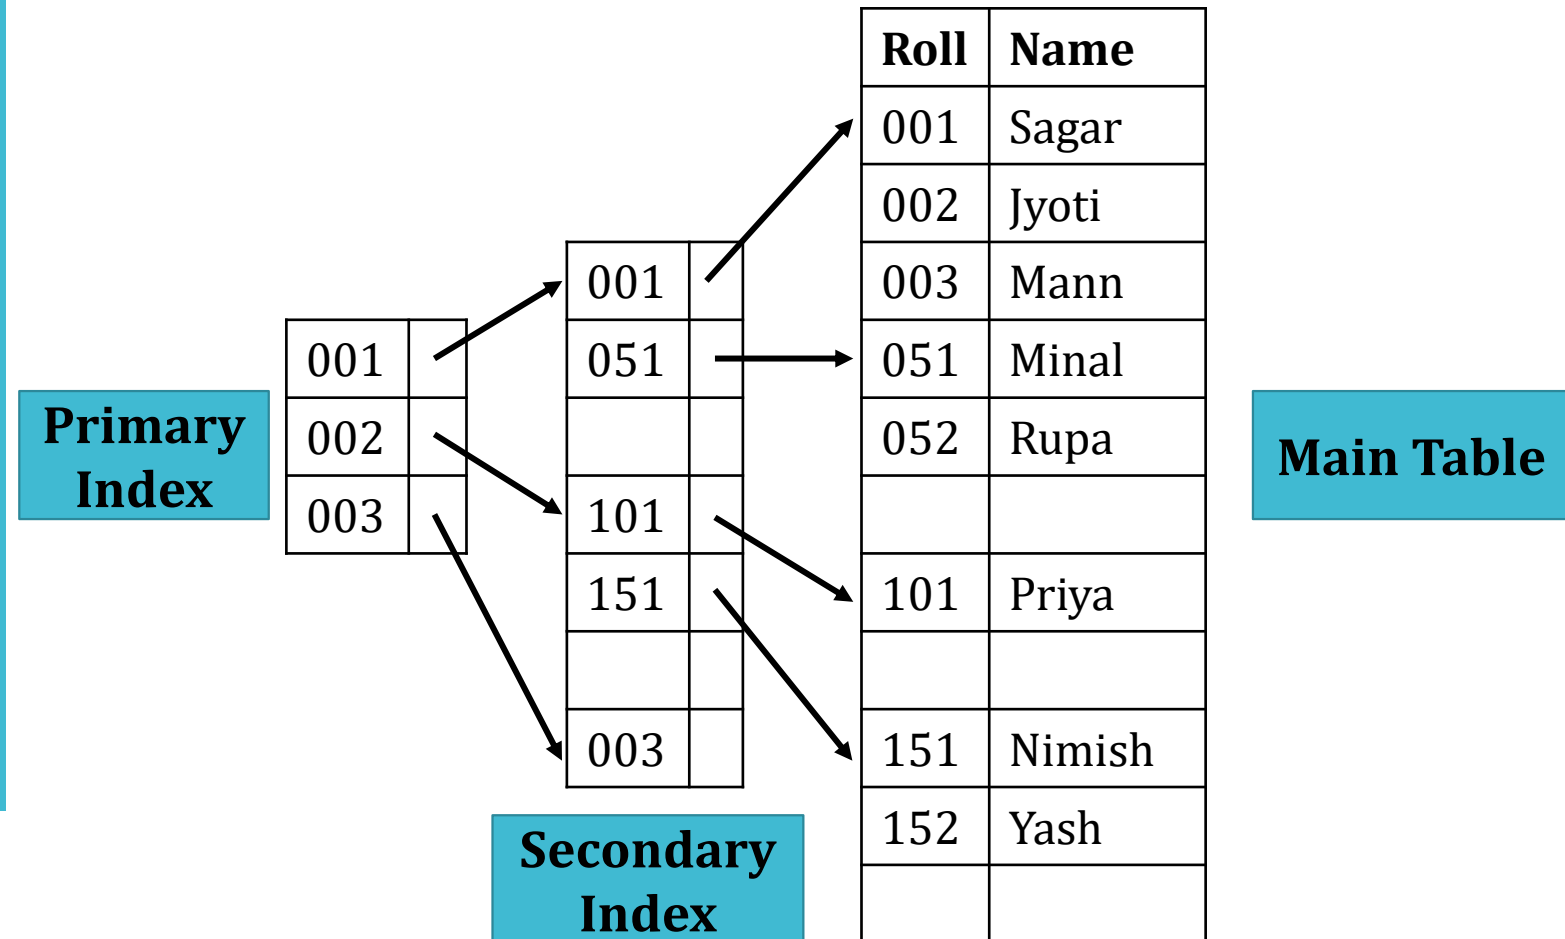 Primary
Index
001
002
003
001
051
101
151
003
Secondary
Index
Roll Name
001 Sagar
002 Jyoti
003 Mann
051 Minal
052 Rupa
101 Priya
151 Nimish
152 Yash
Main Table